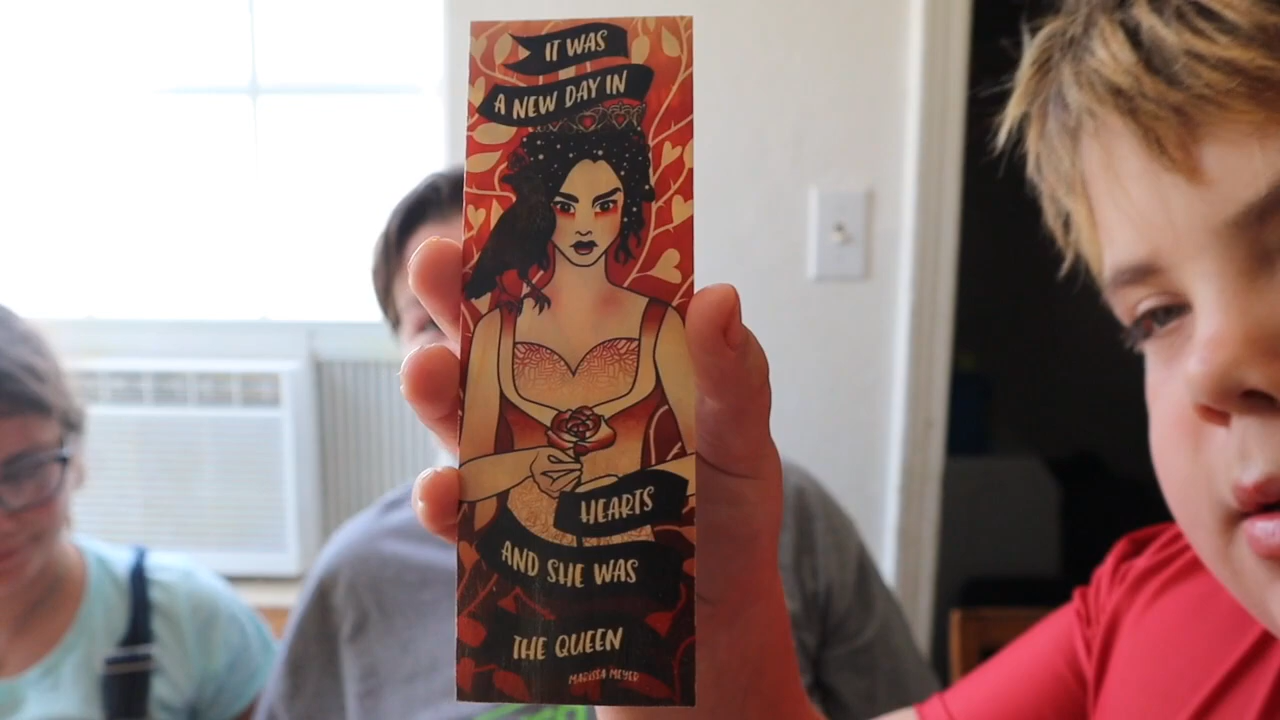 IT WAS
A NEW DAY IN
HEARTS
AND SHE WAS
THE QUEEN
MARISSA MEYER